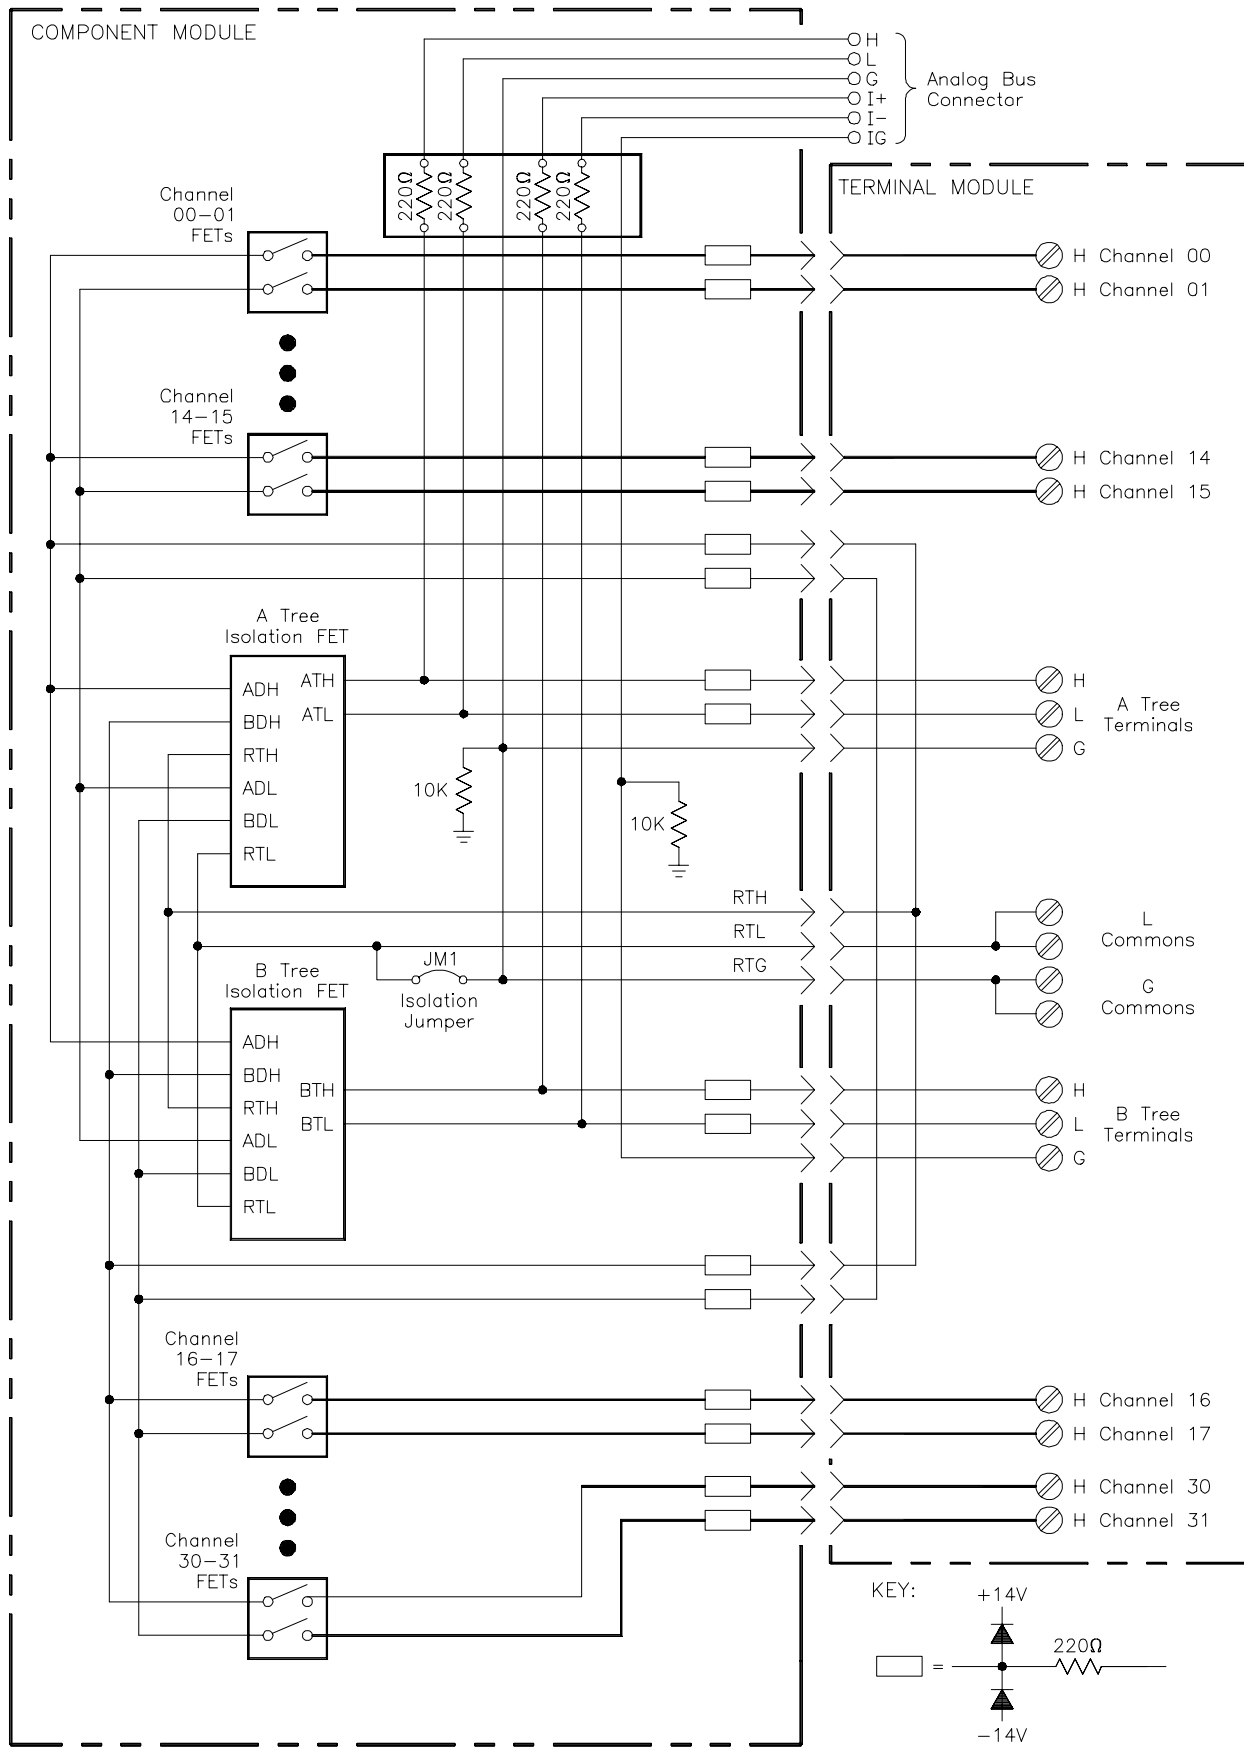 COMPONENT MODULE
H
L
G
I+
I−
IG
Analog Bus
Connector
220Ω
220Ω
220Ω
220Ω
TERMINAL MODULE
Channel
00−01
FETs
H Channel 00
H Channel 01
Channel
14−15
FETs
H Channel 14
H Channel 15
A Tree
Isolation FET
ADH
BDH
RTH
ADL
BDL
RTL
ATH
ATL
H
L
G
A Tree
Terminals
10K
10K
RTH
RTL
RTG
L
Commons
G
Commons
JM1
Isolation
Jumper
B Tree
Isolation FET
ADH
BDH
RTH
ADL
BDL
RTL
BTH
BTL
H
L
G
B Tree
Terminals
Channel
16−17
FETs
H Channel 16
H Channel 17
Channel
30−31
FETs
H Channel 30
H Channel 31
KEY:
+14V
=
220Ω
−14V